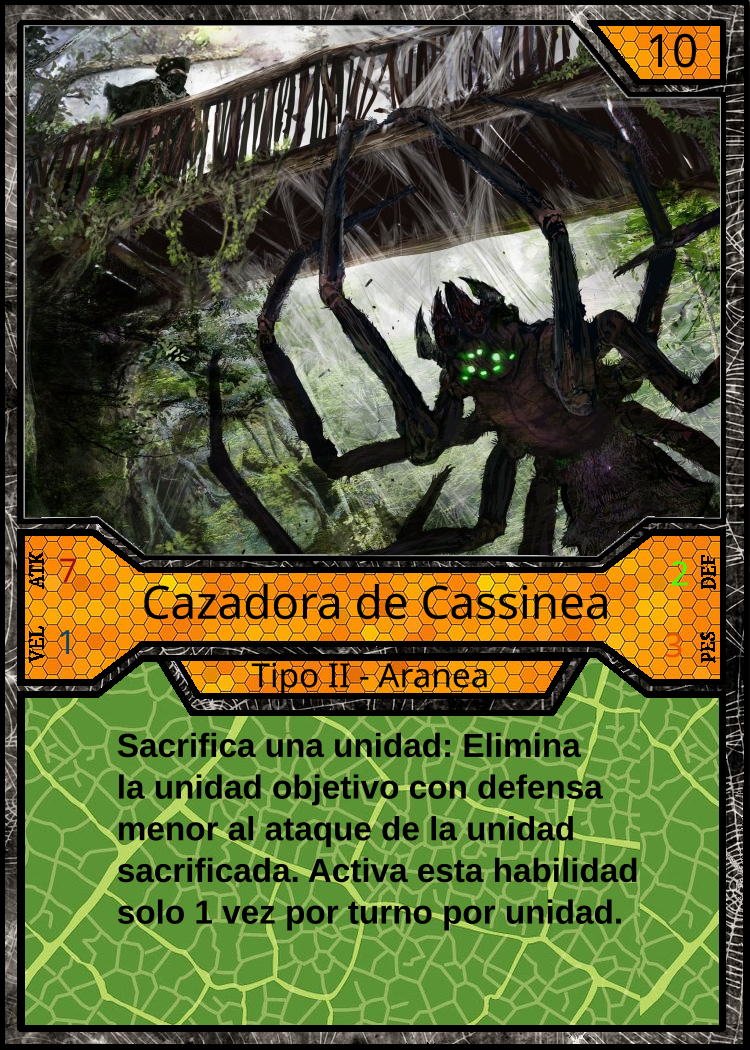 10
ATK 7
2 DEF
Cazadora de Cassinea
VEL 1
3 PES
Tipo II - Aranea
Sacrifica una unidad: Elimina
la unidad objetivo con defensa
menor al ataque de la unidad
sacrificada. Activa esta habilidad
solo 1 vez por turno por unidad.